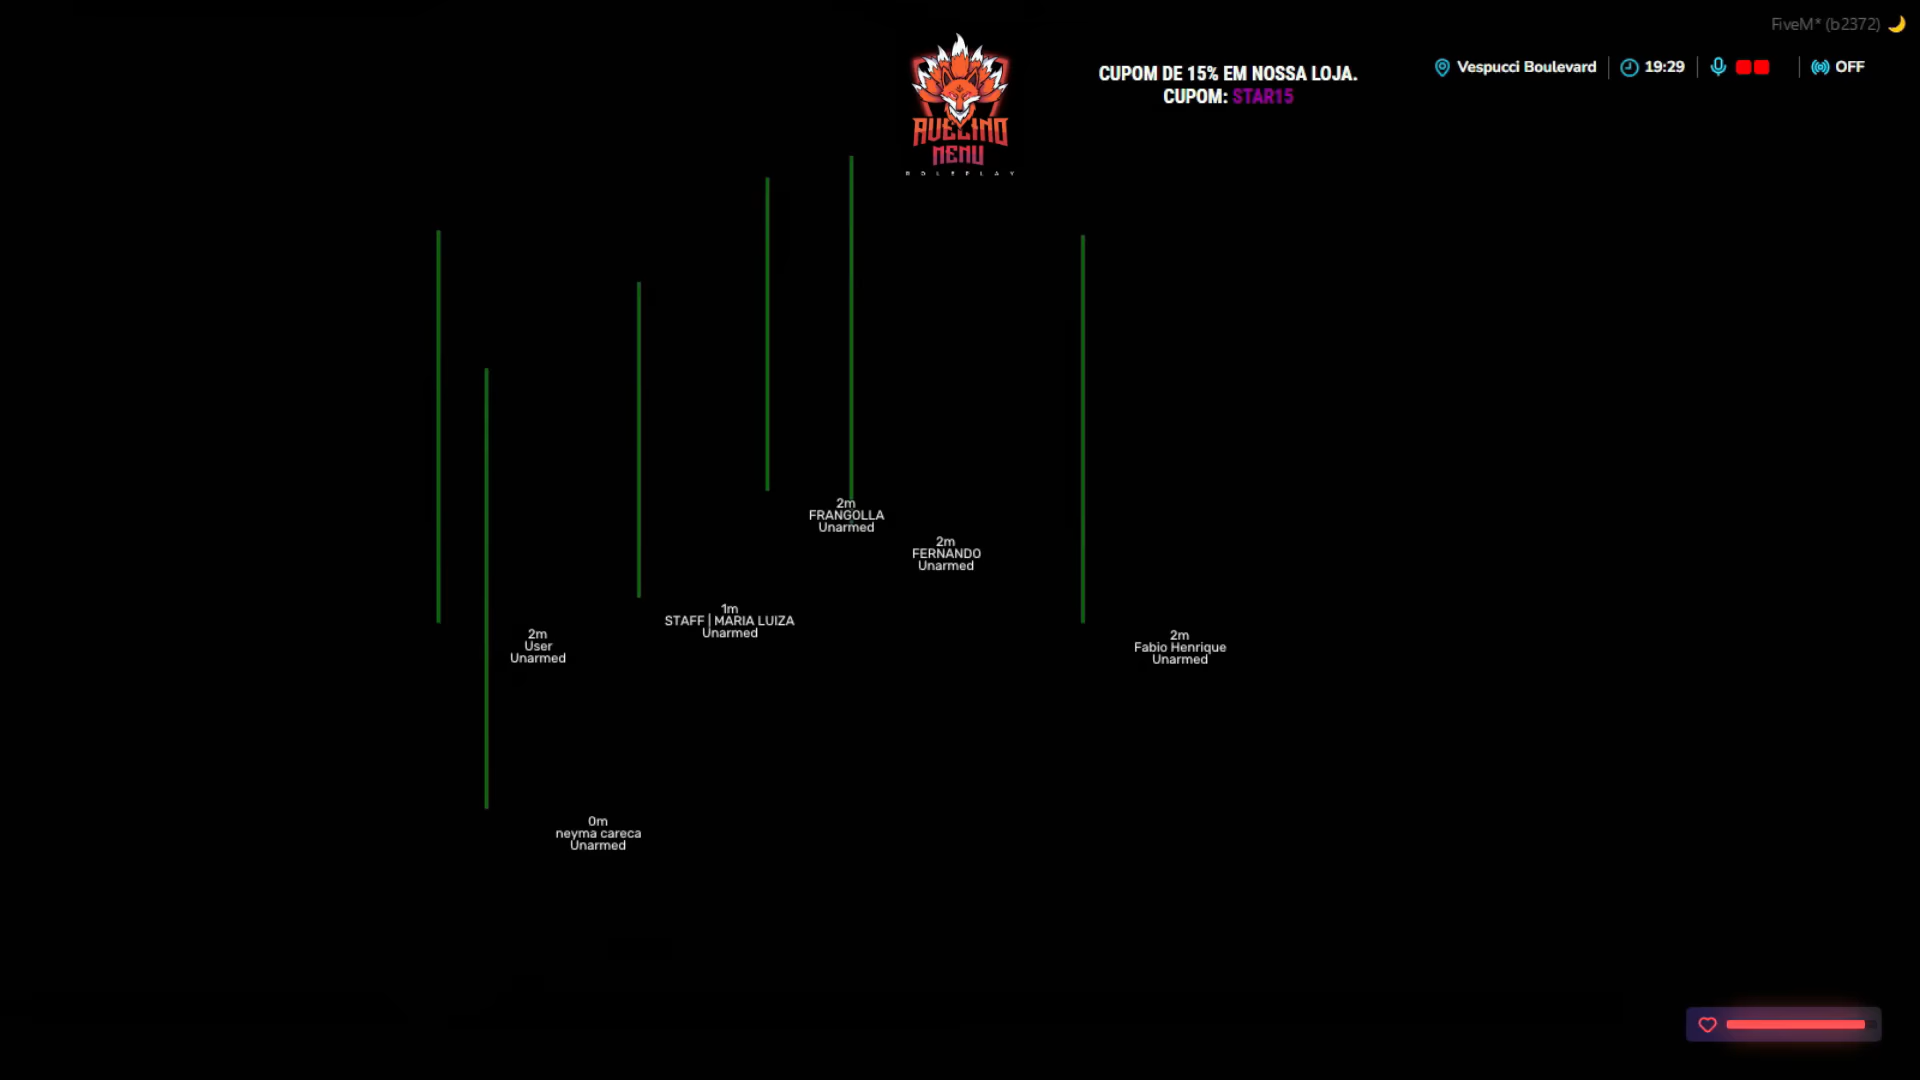 FiveM* (b2372)
AVELINO
MENU
ROLEPLAY
CUPOM DE 15% EM NOSSA LOJA.
CUPOM: STAR15
Vespucci Boulevard
19:29
OFF
2m
FRANGOLLA
Unarmed
2m
FERNANDO
Unarmed
1m
STAFF | MARIA LUIZA
Unarmed
2m
User
Unarmed
2m
Fabio Henrique
Unarmed
0m
neyma careca
Unarmed